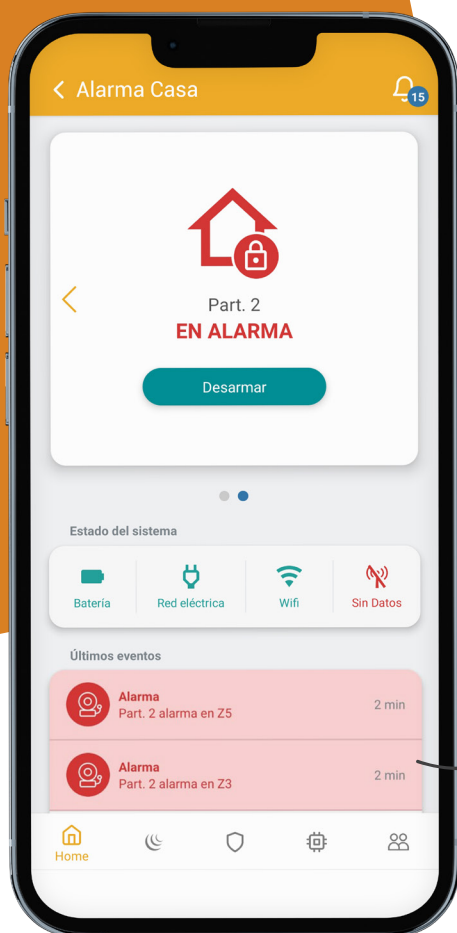 Alarma Casa
15
Part. 2
EN ALARMA
Desarmar
Estado del sistema
Batería
Red eléctrica
Wifi
Sin Datos
Últimos eventos
Alarma
Part. 2 alarma en Z5
2 min
Alarma
Part. 2 alarma en Z3
2 min
Home